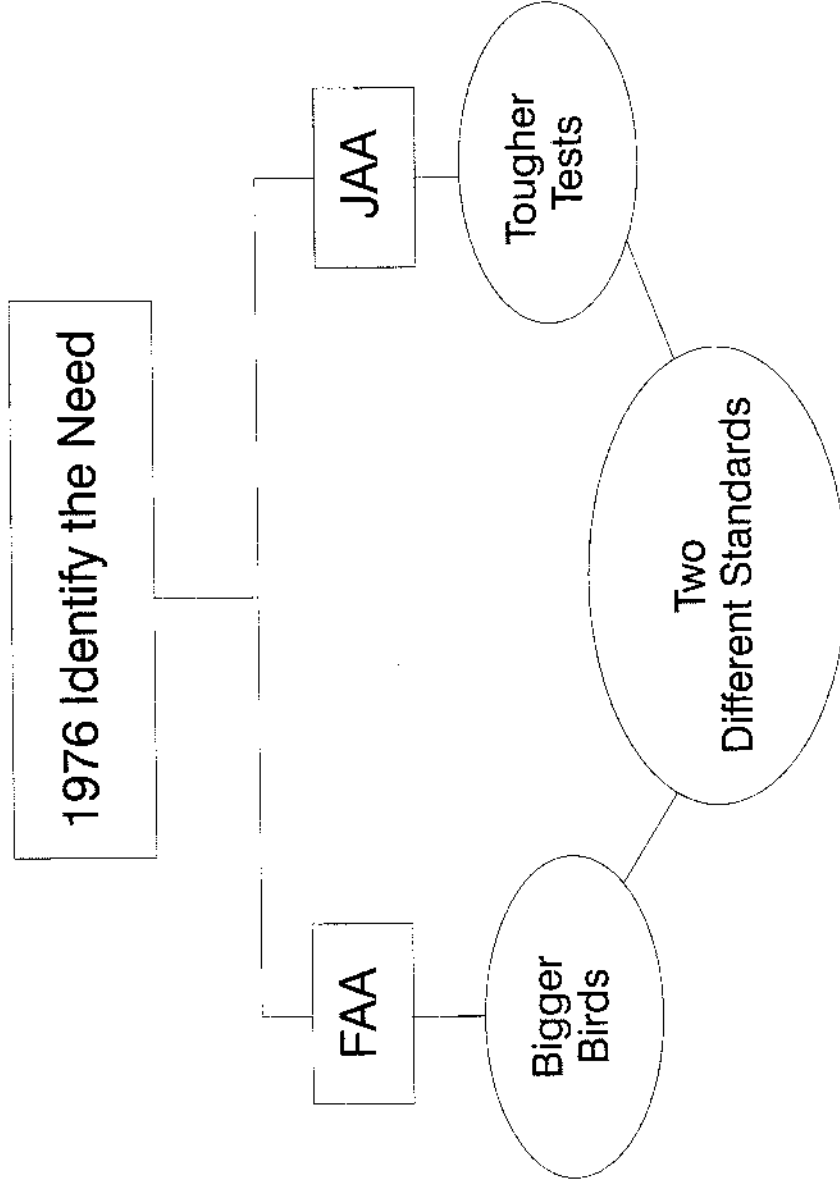 1976 Identify the Need
FAA
JAA
Bigger
Birds
Tougher
Tests
Two
Different Standards